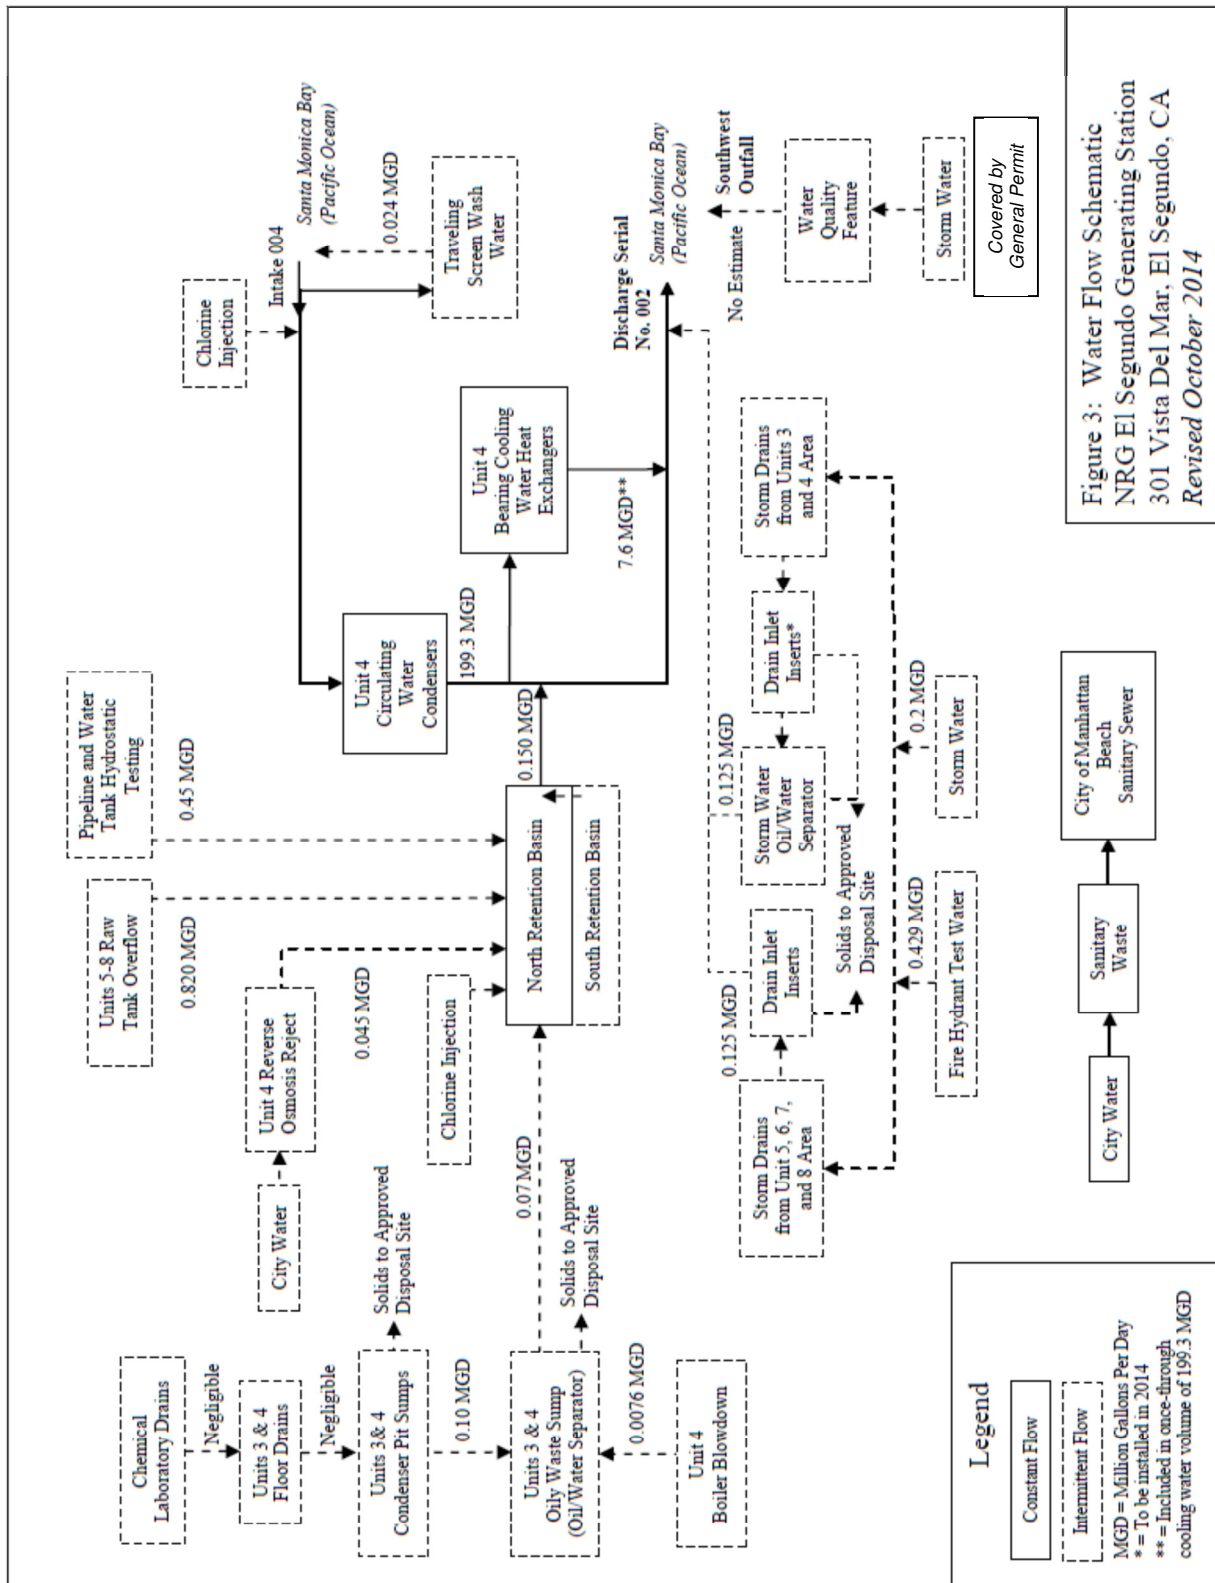 Chemical
Laboratory Drains
Negligible
Units 3 & 4
Floor Drains
Negligible
Units 3& 4
Condenser Pit Sumps
Solids to Approved
Disposal Site
0.10 MGD
Units 3 & 4
Oily Waste Sump
(Oil/Water Separator)
Solids to Approved
Disposal Site
0.0076 MGD
Unit 4
Boiler Blowdown
City Water
Unit 4 Reverse
Osmosis Reject
0.045 MGD
Units 5-8 Raw
Tank Overflow
0.820 MGD
Pipeline and Water
Tank Hydrostatic
Testing
0.45 MGD
Chlorine Injection
0.07 MGD
North Retention Basin
South Retention Basin
0.150 MGD
Chlorine
Injection
Intake 004
Santa Monica Bay
(Pacific Ocean)
0.024 MGD
Traveling
Screen Wash
Water
Unit 4
Circulating
Water
Condensers
199.3 MGD
Unit 4
Bearing Cooling
Water Heat
Exchangers
7.6 MGD**
Discharge Serial
No. 002
Santa Monica Bay
(Pacific Ocean)
No Estimate
Southwest
Outfall
Water
Quality
Feature
Storm Water
Covered by
General Permit
Storm Drains
from Unit 5, 6, 7,
and 8 Area
0.125 MGD
Drain Inlet
Inserts
Solids to Approved
Disposal Site
Storm Water
Oil/Water
Separator
0.125 MGD
Drain Inlet
Inserts*
Storm Drains
from Units 3
and 4 Area
0.429 MGD
Fire Hydrant Test Water
0.2 MGD
Storm Water
City Water
Sanitary
Waste
City of Manhattan
Beach
Sanitary Sewer
Legend
Constant Flow
Intermittent Flow
MGD = Million Gallons Per Day
* = To be installed in 2014
** = Included in once-through
cooling water volume of 199.3 MGD
Figure 3: Water Flow Schematic
NRG El Segundo Generating Station
301 Vista Del Mar, El Segundo, CA
Revised October 2014